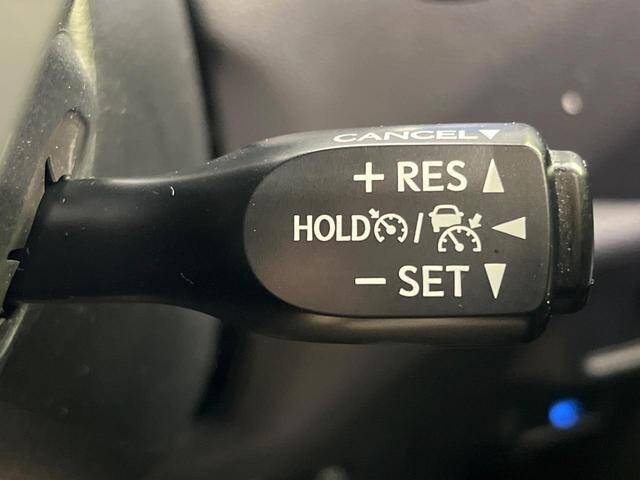 CANCEL▼
+ RES ▲
HOLD / ◀
− SET ▼